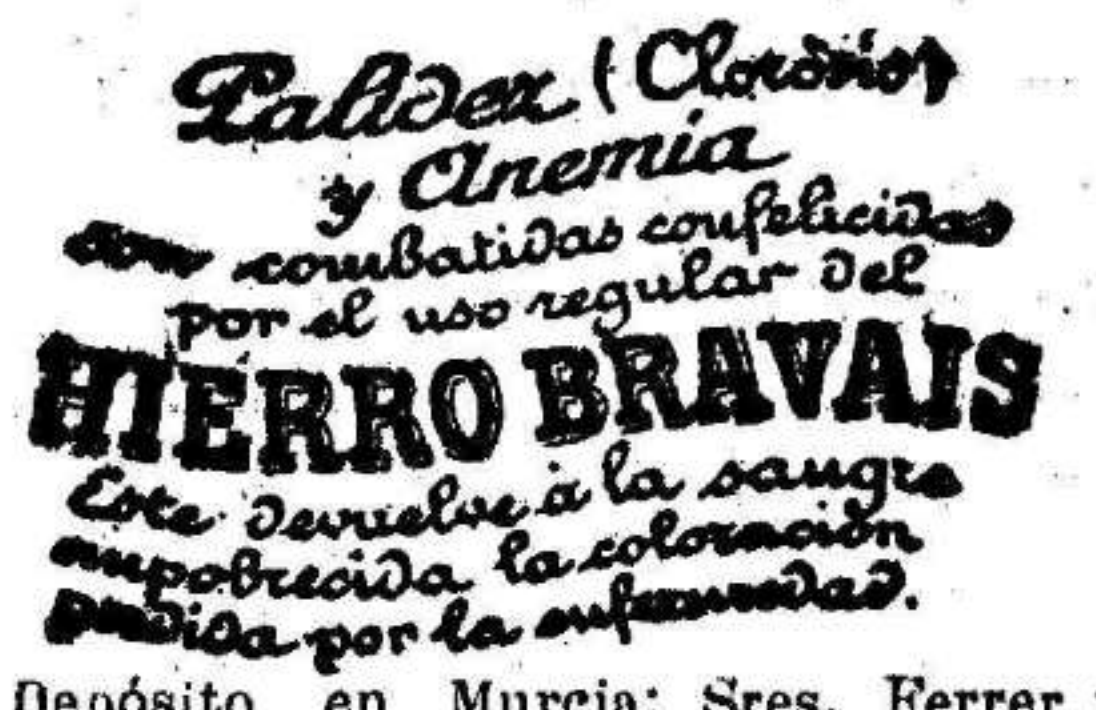 Palidez (Clorosis)
y Anemia
son combatidas con felicidad
por el uso regular del
HIERRO BRAVAIS
Este devuelve á la sangre
empobrecida la coloración
perdida por la enfermedad.
Depósito en Murcia: Sres. Ferrer